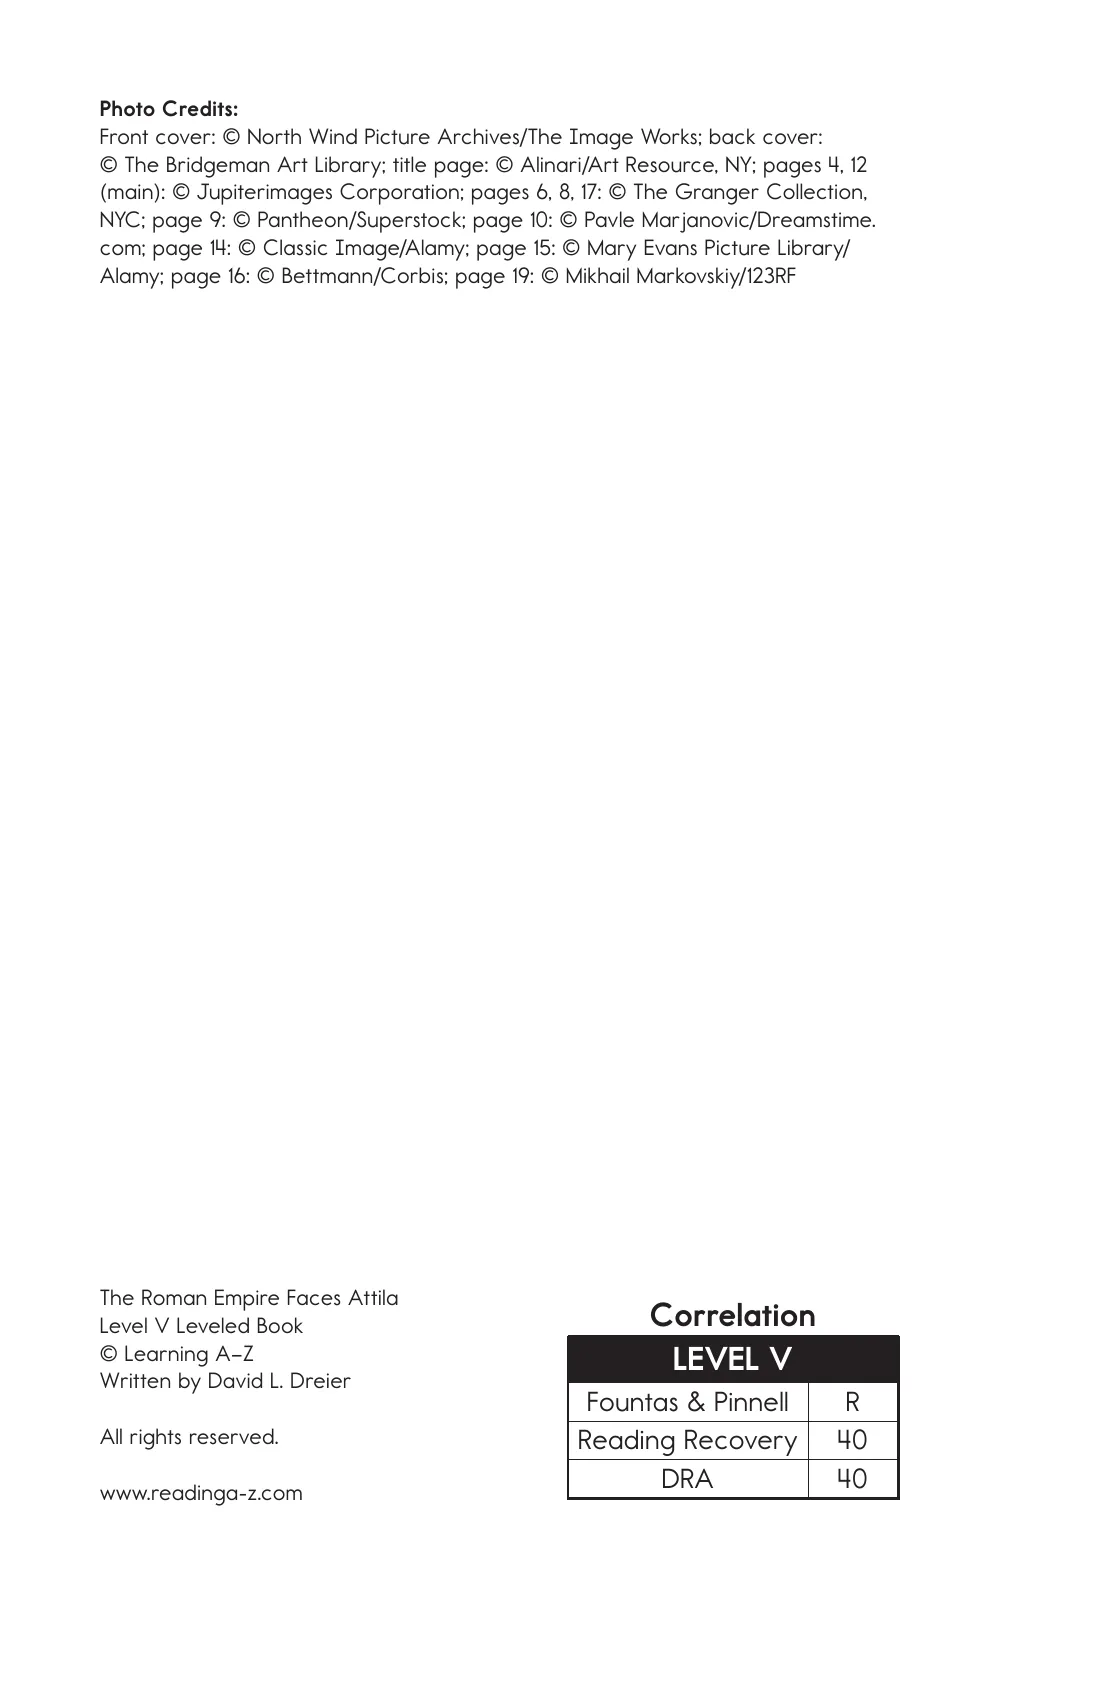 Photo Credits:
Front cover: © North Wind Picture Archives/The Image Works; back cover:
© The Bridgeman Art Library; title page: © Alinari/Art Resource, NY; pages 4, 12
(main): © Jupiterimages Corporation; pages 6, 8, 17: © The Granger Collection,
NYC; page 9: © Pantheon/Superstock; page 10: © Pavle Marjanovic/Dreamstime.
com; page 14: © Classic Image/Alamy; page 15: © Mary Evans Picture Library/
Alamy; page 16: © Bettmann/Corbis; page 19: © Mikhail Markovskiy/123RF
The Roman Empire Faces Attila
Level V Leveled Book
© Learning A–Z
Written by David L. Dreier
All rights reserved.
www.readinga-z.com
Correlation
LEVEL V
Fountas & Pinnell R
Reading Recovery 40
DRA 40